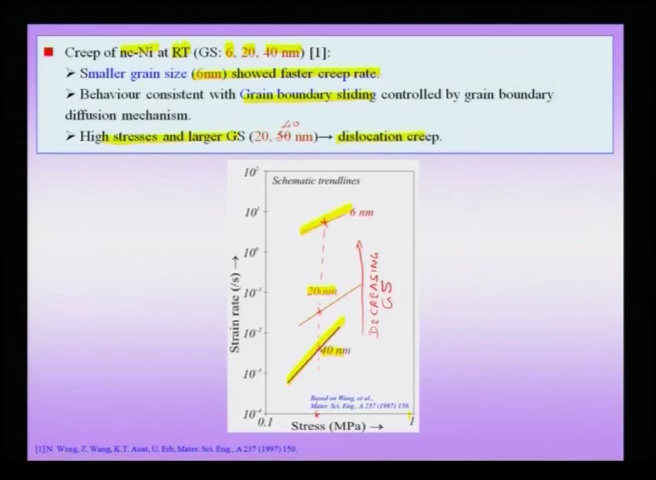 Creep of nc-Ni at RT (GS: 6, 20, 40 nm) [1]:
➤ Smaller grain size (6nm) showed faster creep rate.
➤ Behaviour consistent with Grain boundary sliding controlled by grain boundary
diffusion mechanism.
40
➤ High stresses and larger GS (20, 50 nm)→ dislocation creep.
10²
Schematic trendlines
10¹
6 nm
10⁰
DECREASING
GS
Strain rate (/s) →
10⁻¹
20 nm
10⁻²
40 nm
10⁻³
Based on Wang, et al.,
Mater. Sci. Eng., A 237 (1997) 150.
10⁻⁴
0.1
Stress (MPa) →
1
[1] N. Wang, Z. Wang, K.T. Aust, U. Erb, Mater. Sci. Eng., A 237 (1997) 150.